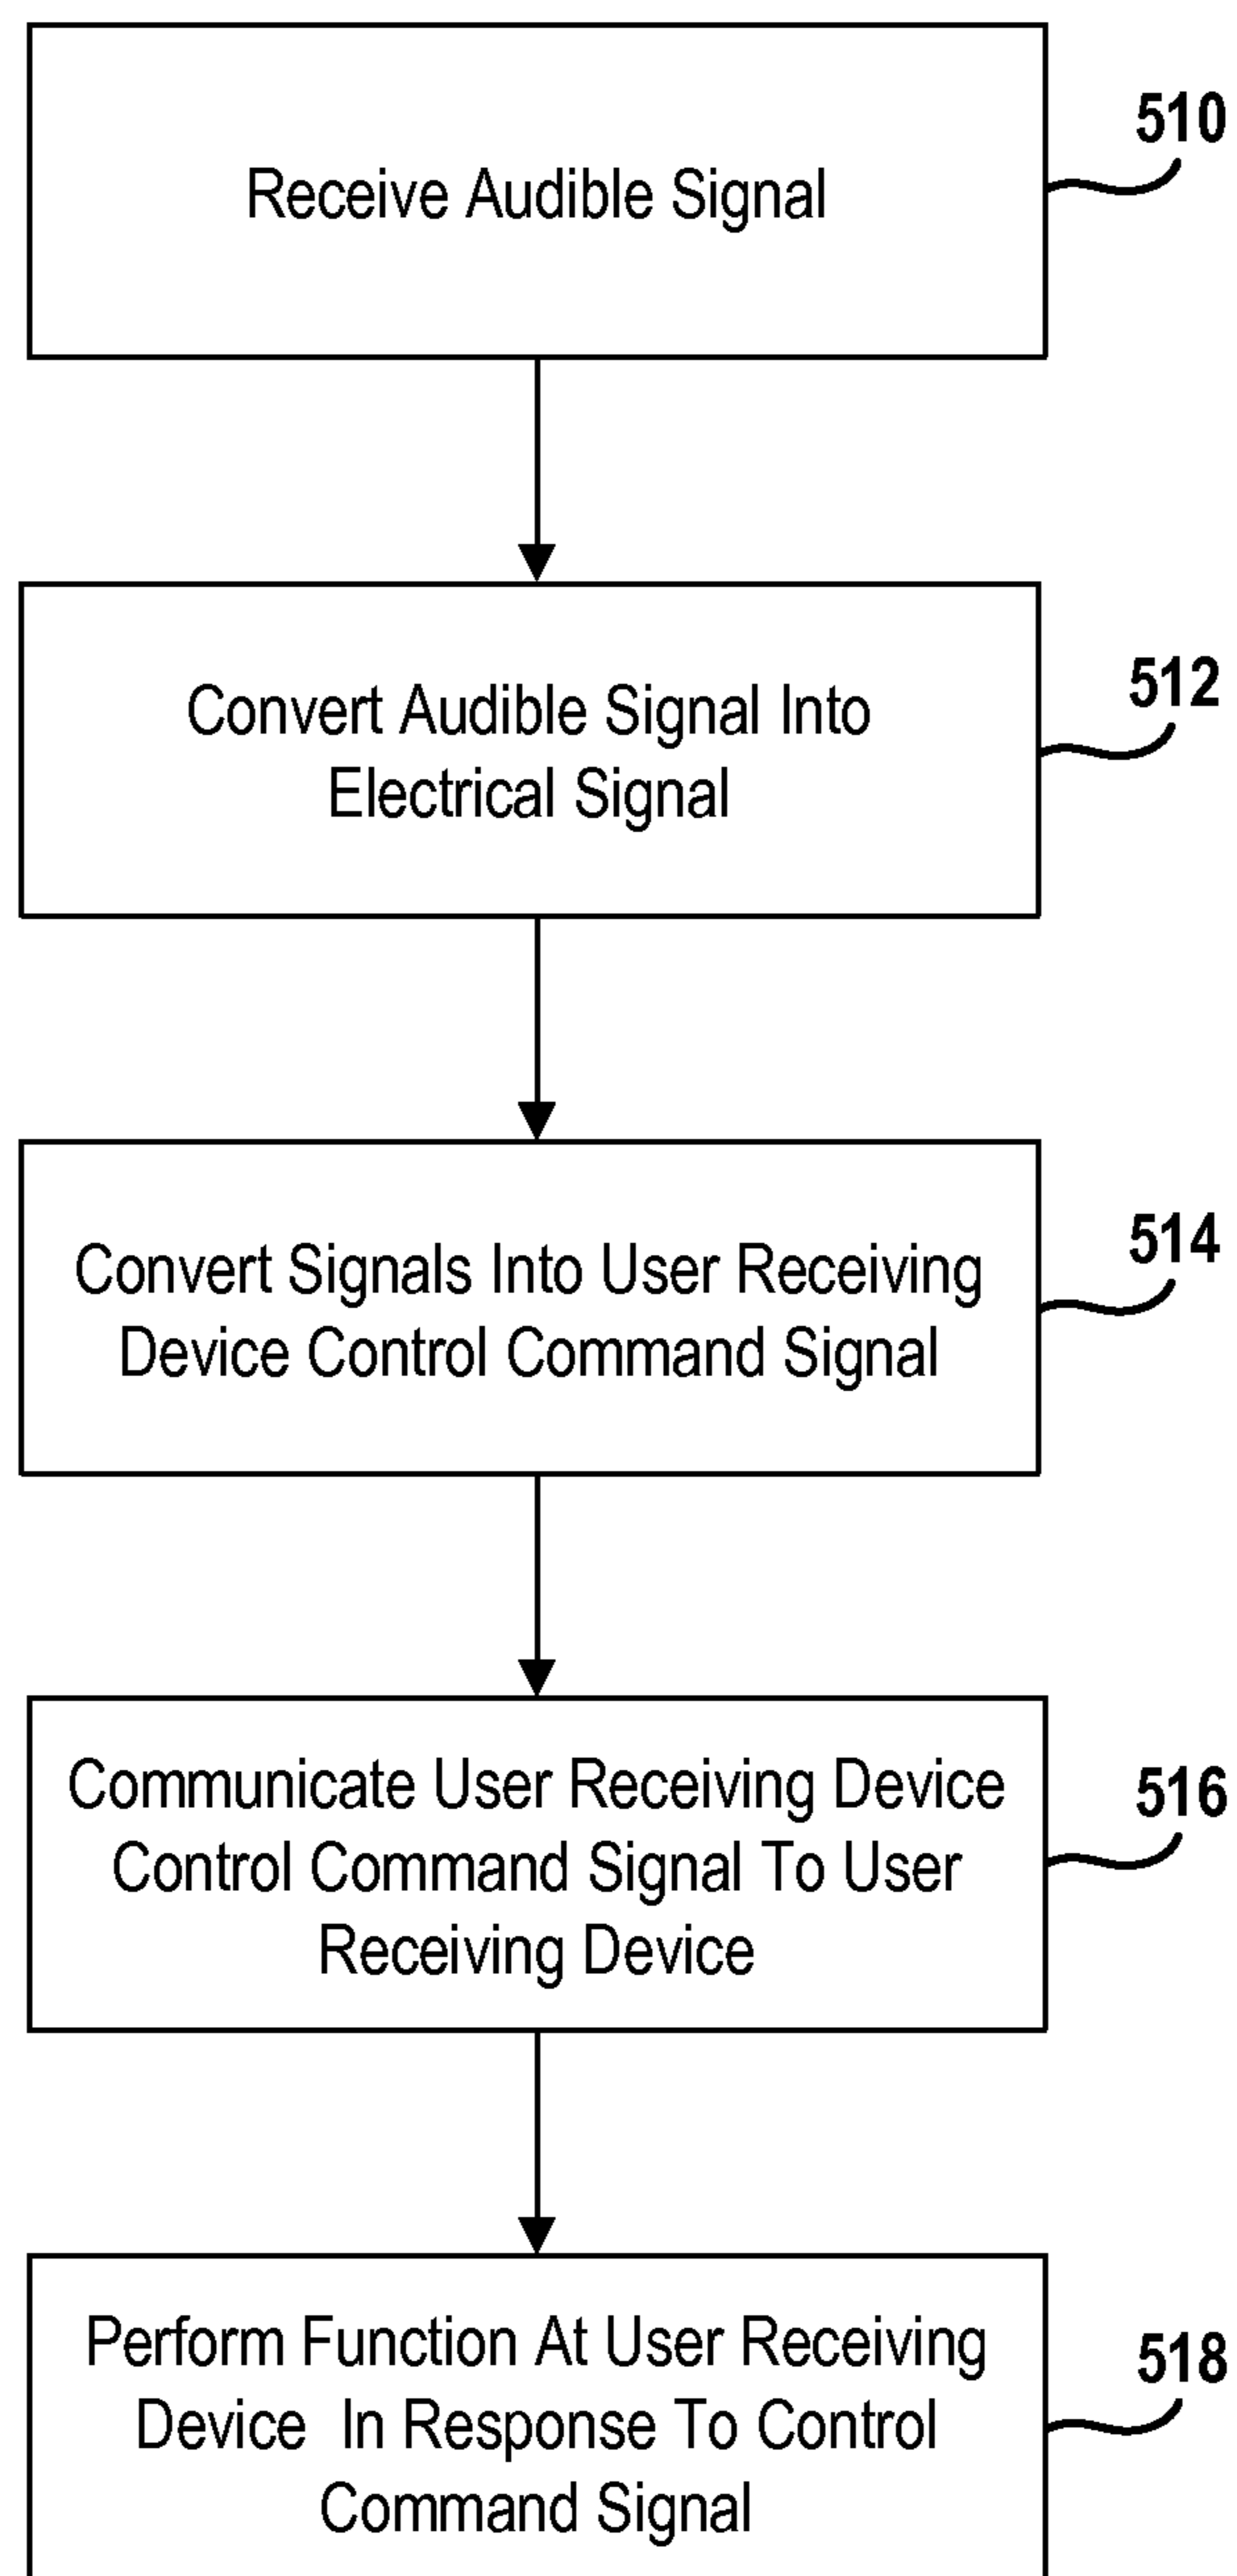 Receive Audible Signal
510
Convert Audible Signal Into
Electrical Signal
512
Convert Signals Into User Receiving
Device Control Command Signal
514
Communicate User Receiving Device
Control Command Signal To User
Receiving Device
516
Perform Function At User Receiving
Device In Response To Control
Command Signal
518